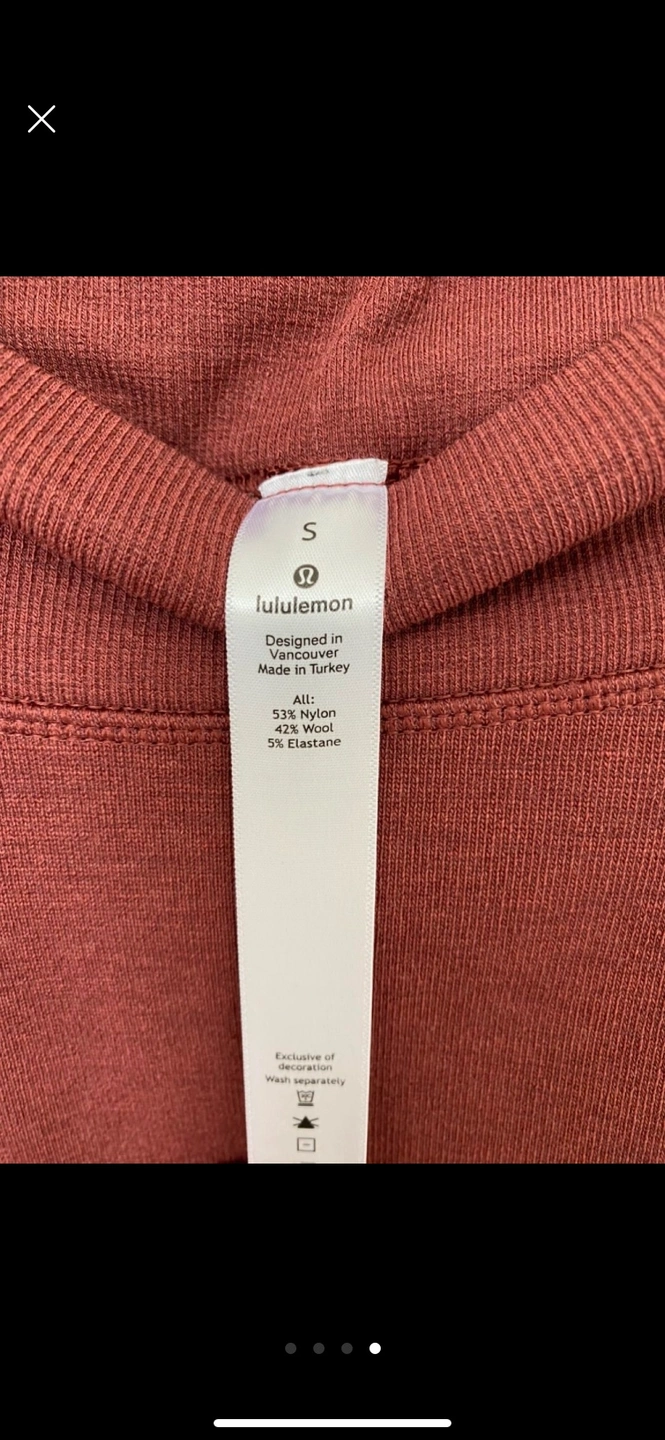 S
lululemon
Designed in
Vancouver
Made in Turkey
All:
53% Nylon
42% Wool
5% Elastane
Exclusive of
decoration
Wash separately